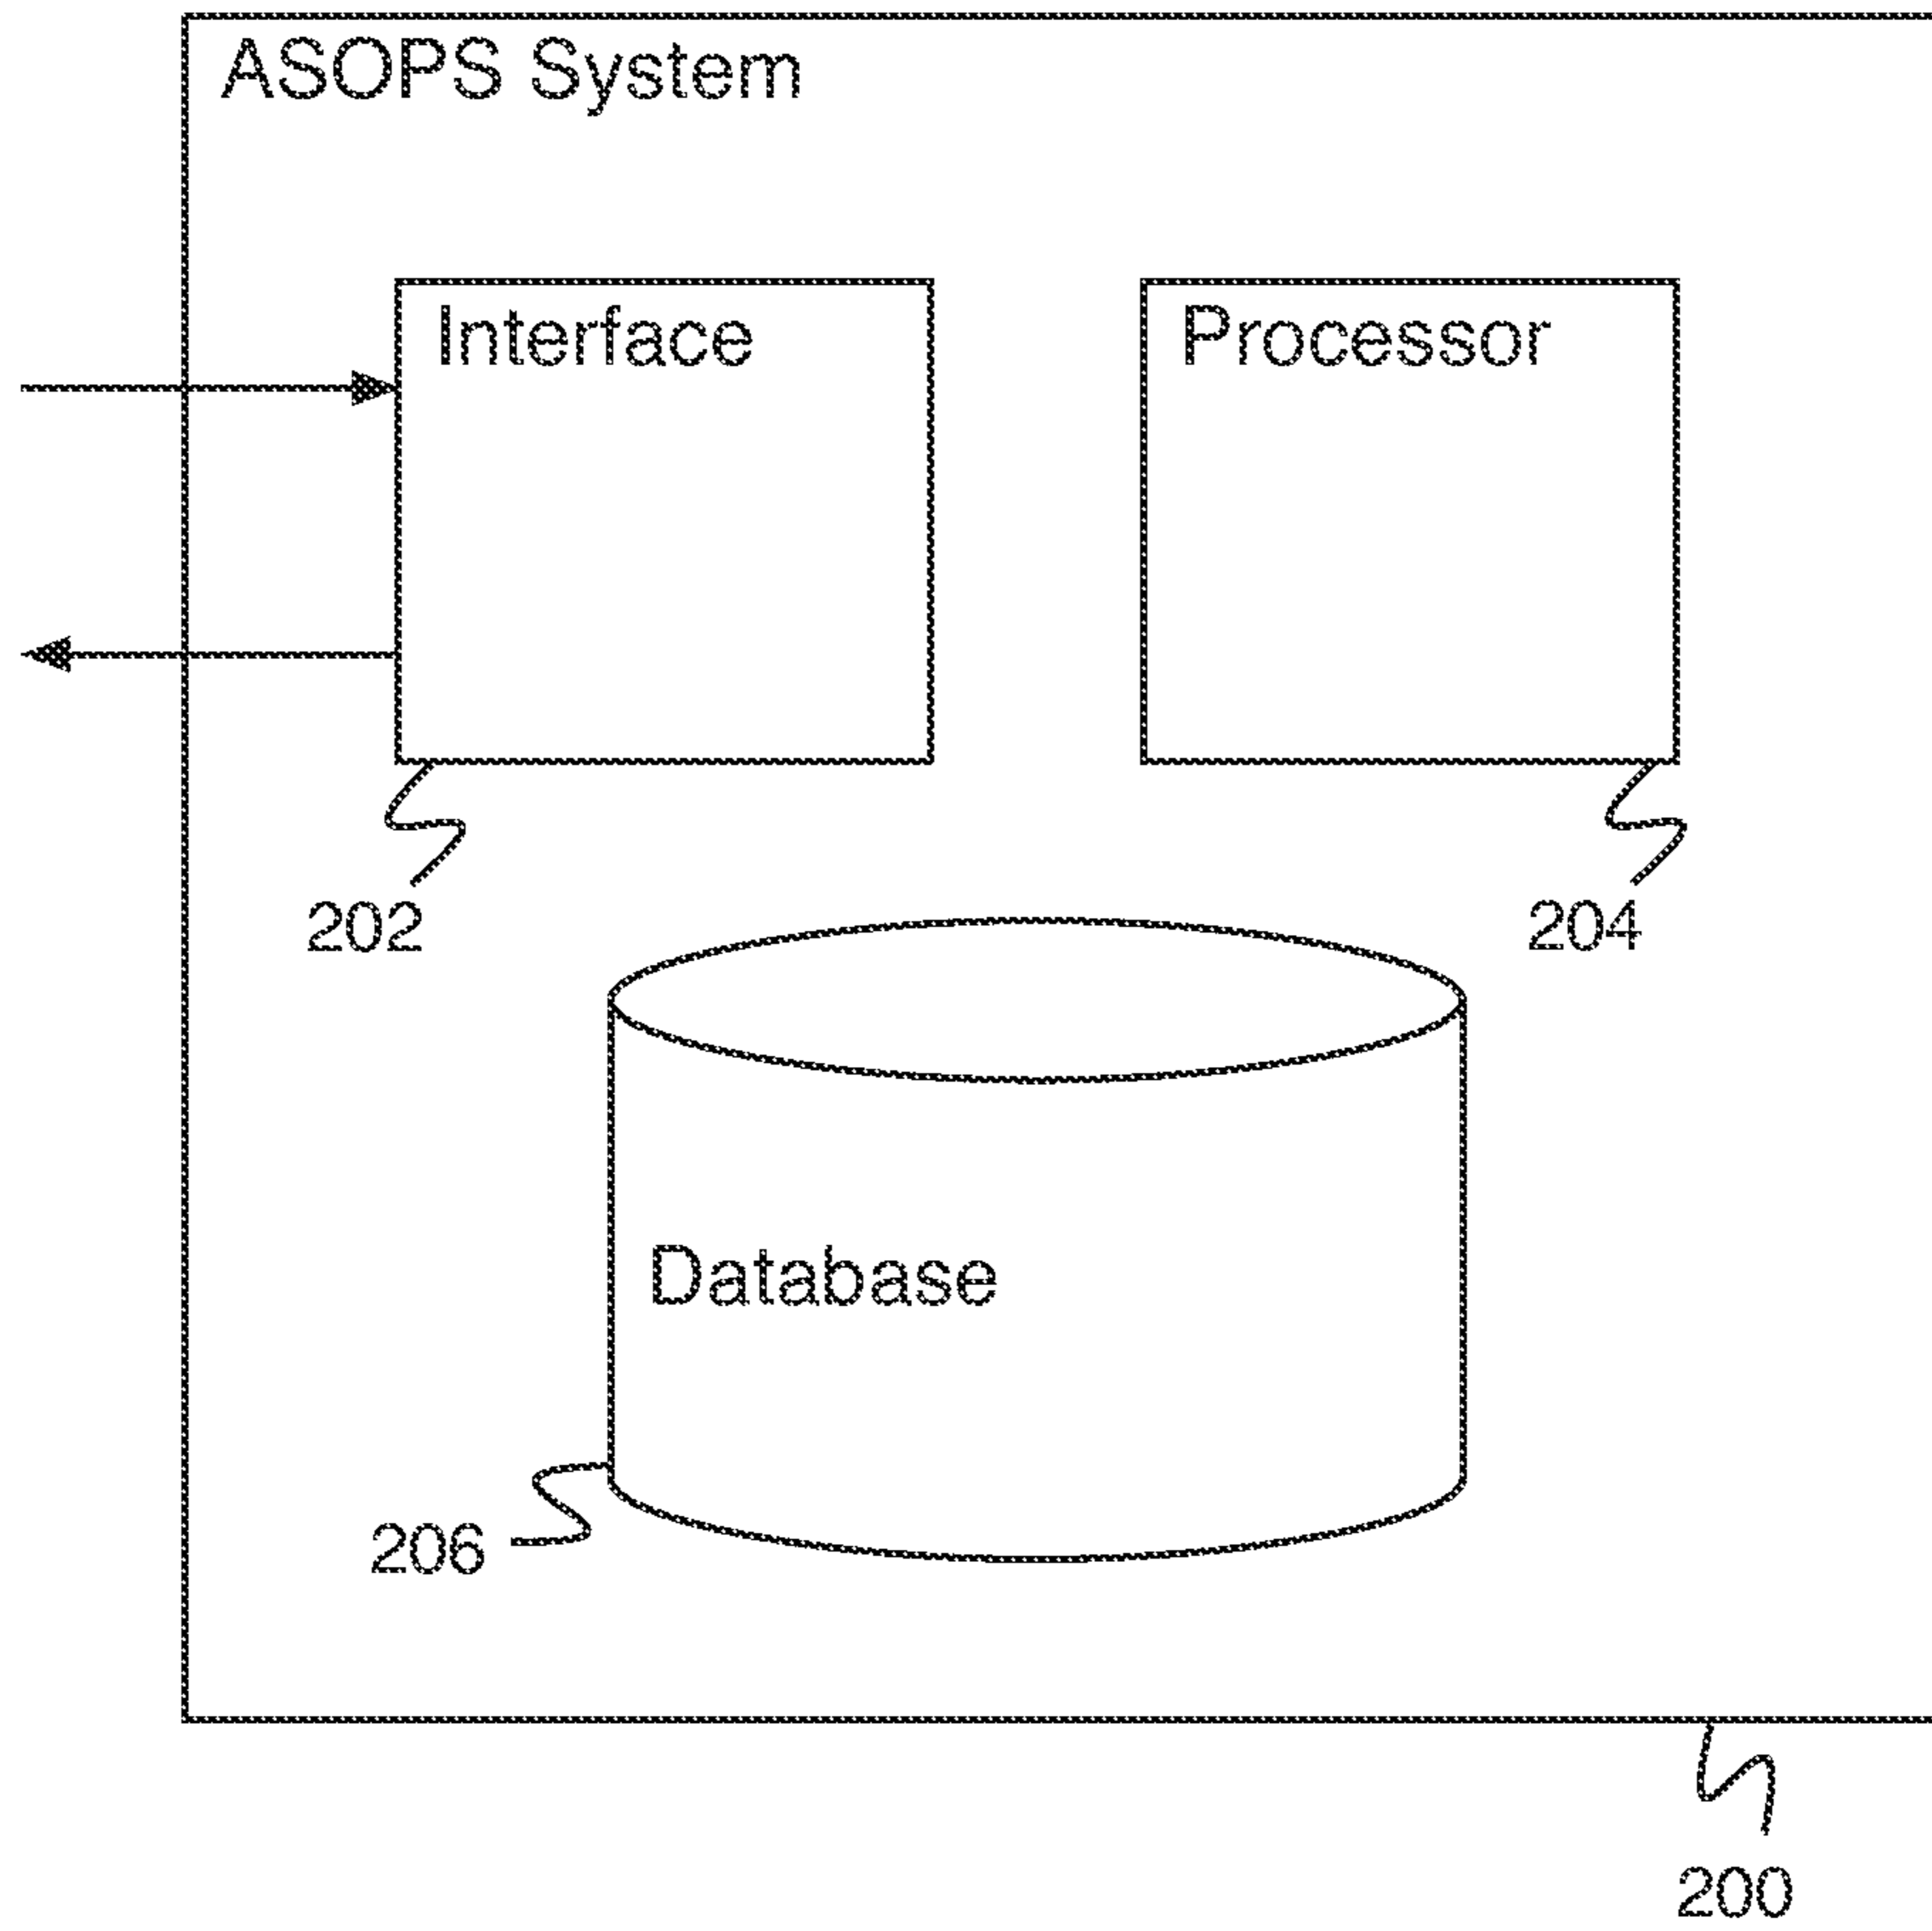 ASOPS System
Interface
Processor
202
204
Database
206
200